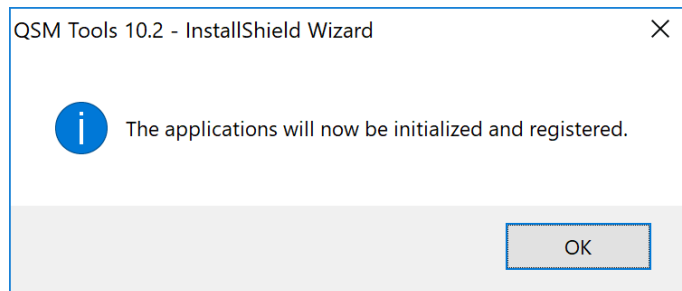 QSM Tools 10.2 - InstallShield Wizard
The applications will now be initialized and registered.
OK